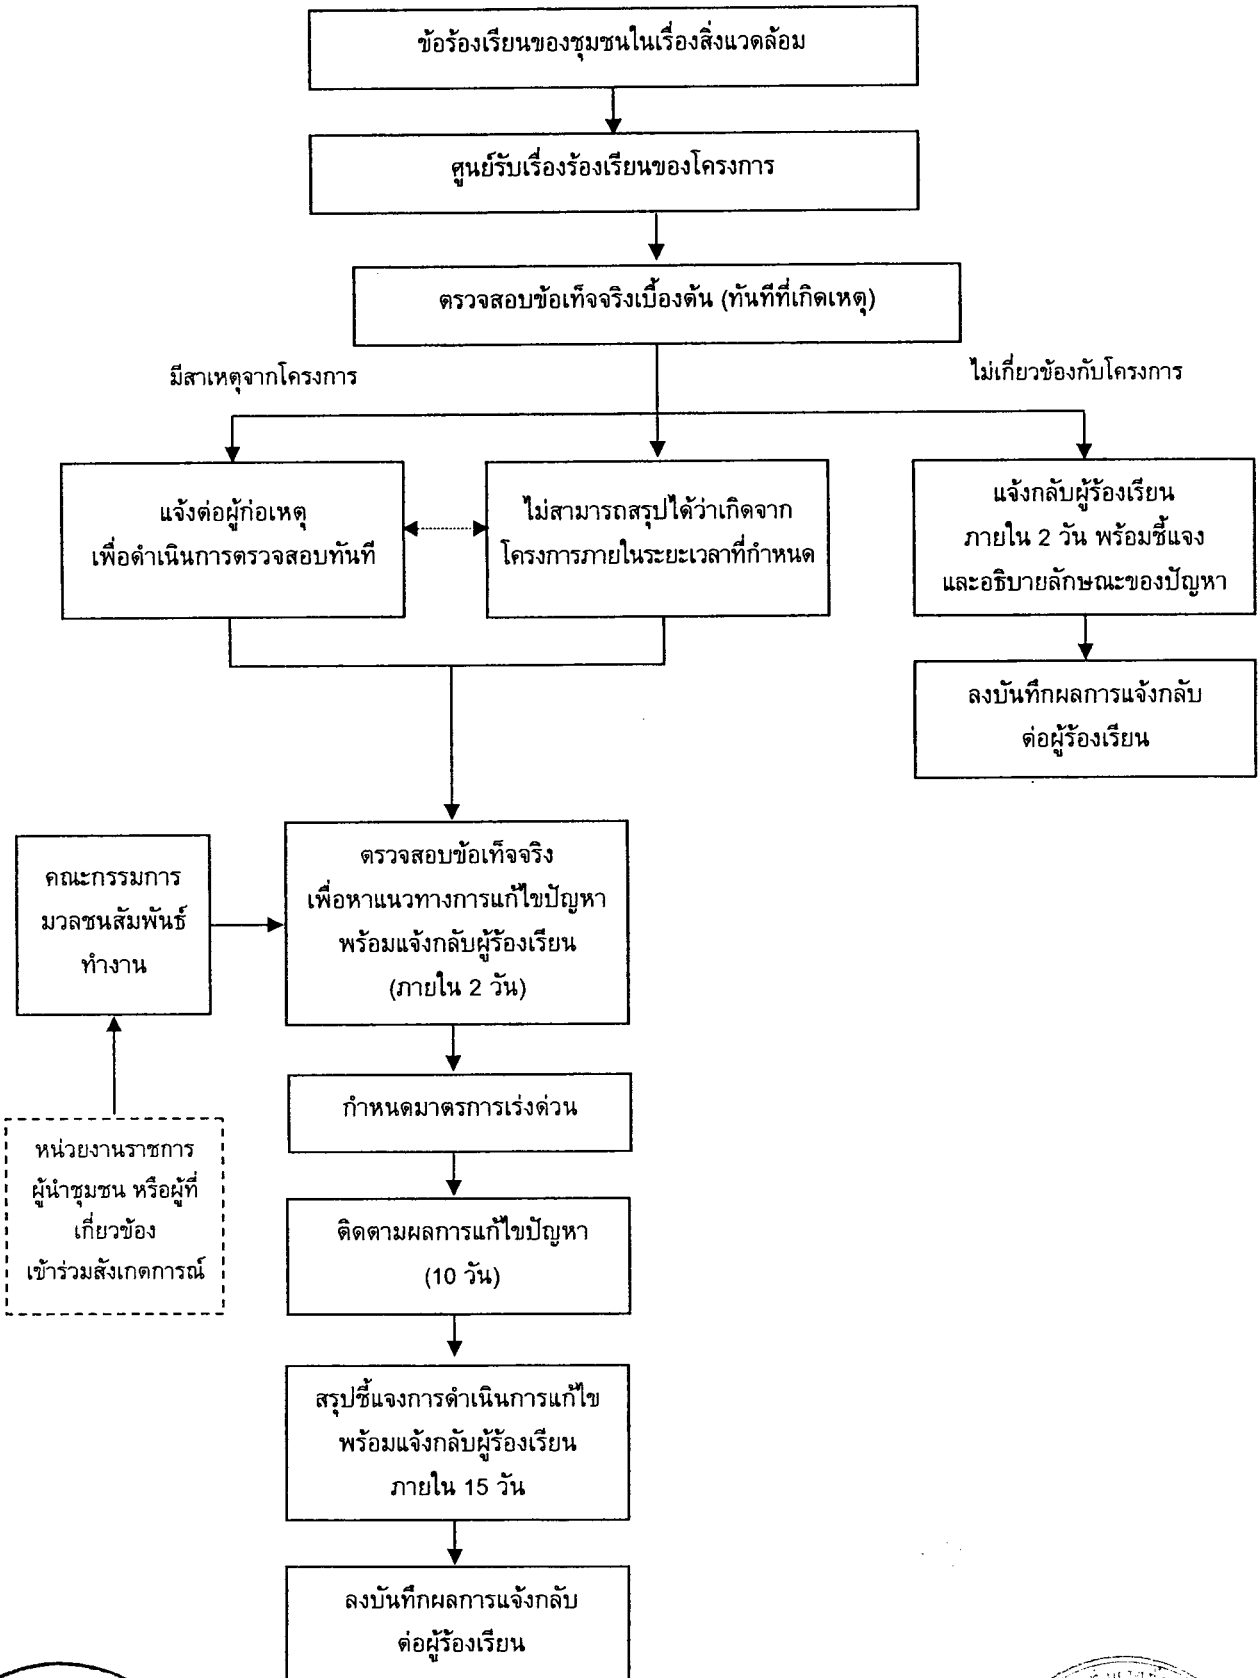 ข้อร้องเรียนของชุมชนในเรื่องสิ่งแวดล้อม
ศูนย์รับเรื่องร้องเรียนของโครงการ
ตรวจสอบข้อเท็จจริงเบื้องต้น (ทันทีที่เกิดเหตุ)
มีสาเหตุจากโครงการ
ไม่เกี่ยวข้องกับโครงการ
แจ้งต่อผู้ก่อเหตุ
เพื่อดำเนินการตรวจสอบทันที
ไม่สามารถสรุปได้ว่าเกิดจาก
โครงการภายในระยะเวลาที่กำหนด
แจ้งกลับผู้ร้องเรียน
ภายใน 2 วัน พร้อมชี้แจง
และอธิบายลักษณะของปัญหา
ลงบันทึกผลการแจ้งกลับ
ต่อผู้ร้องเรียน
คณะกรรมการ
มวลชนสัมพันธ์
ทำงาน
ตรวจสอบข้อเท็จจริง
เพื่อหาแนวทางการแก้ไขปัญหา
พร้อมแจ้งกลับผู้ร้องเรียน
(ภายใน 2 วัน)
กำหนดมาตรการเร่งด่วน
หน่วยงานราชการ
ผู้นำชุมชน หรือผู้ที่
เกี่ยวข้อง
เข้าร่วมสังเกตการณ์
ติดตามผลการแก้ไขปัญหา
(10 วัน)
สรุปชี้แจงการดำเนินการแก้ไข
พร้อมแจ้งกลับผู้ร้องเรียน
ภายใน 15 วัน
ลงบันทึกผลการแจ้งกลับ
ต่อผู้ร้องเรียน